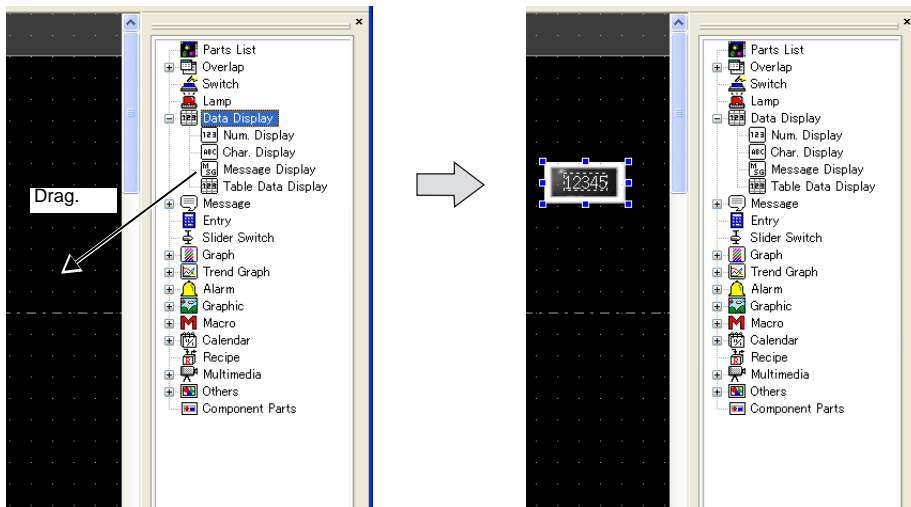 Parts List
Overlap
Switch
Lamp
Data Display
Num. Display
Char. Display
Message Display
Table Data Display
Message
Entry
Slider Switch
Graph
Trend Graph
Alarm
Graphic
Macro
Calendar
Recipe
Multimedia
Others
Component Parts
Drag.
12345
Parts List
Overlap
Switch
Lamp
Data Display
Num. Display
Char. Display
Message Display
Table Data Display
Message
Entry
Slider Switch
Graph
Trend Graph
Alarm
Graphic
Macro
Calendar
Recipe
Multimedia
Others
Component Parts